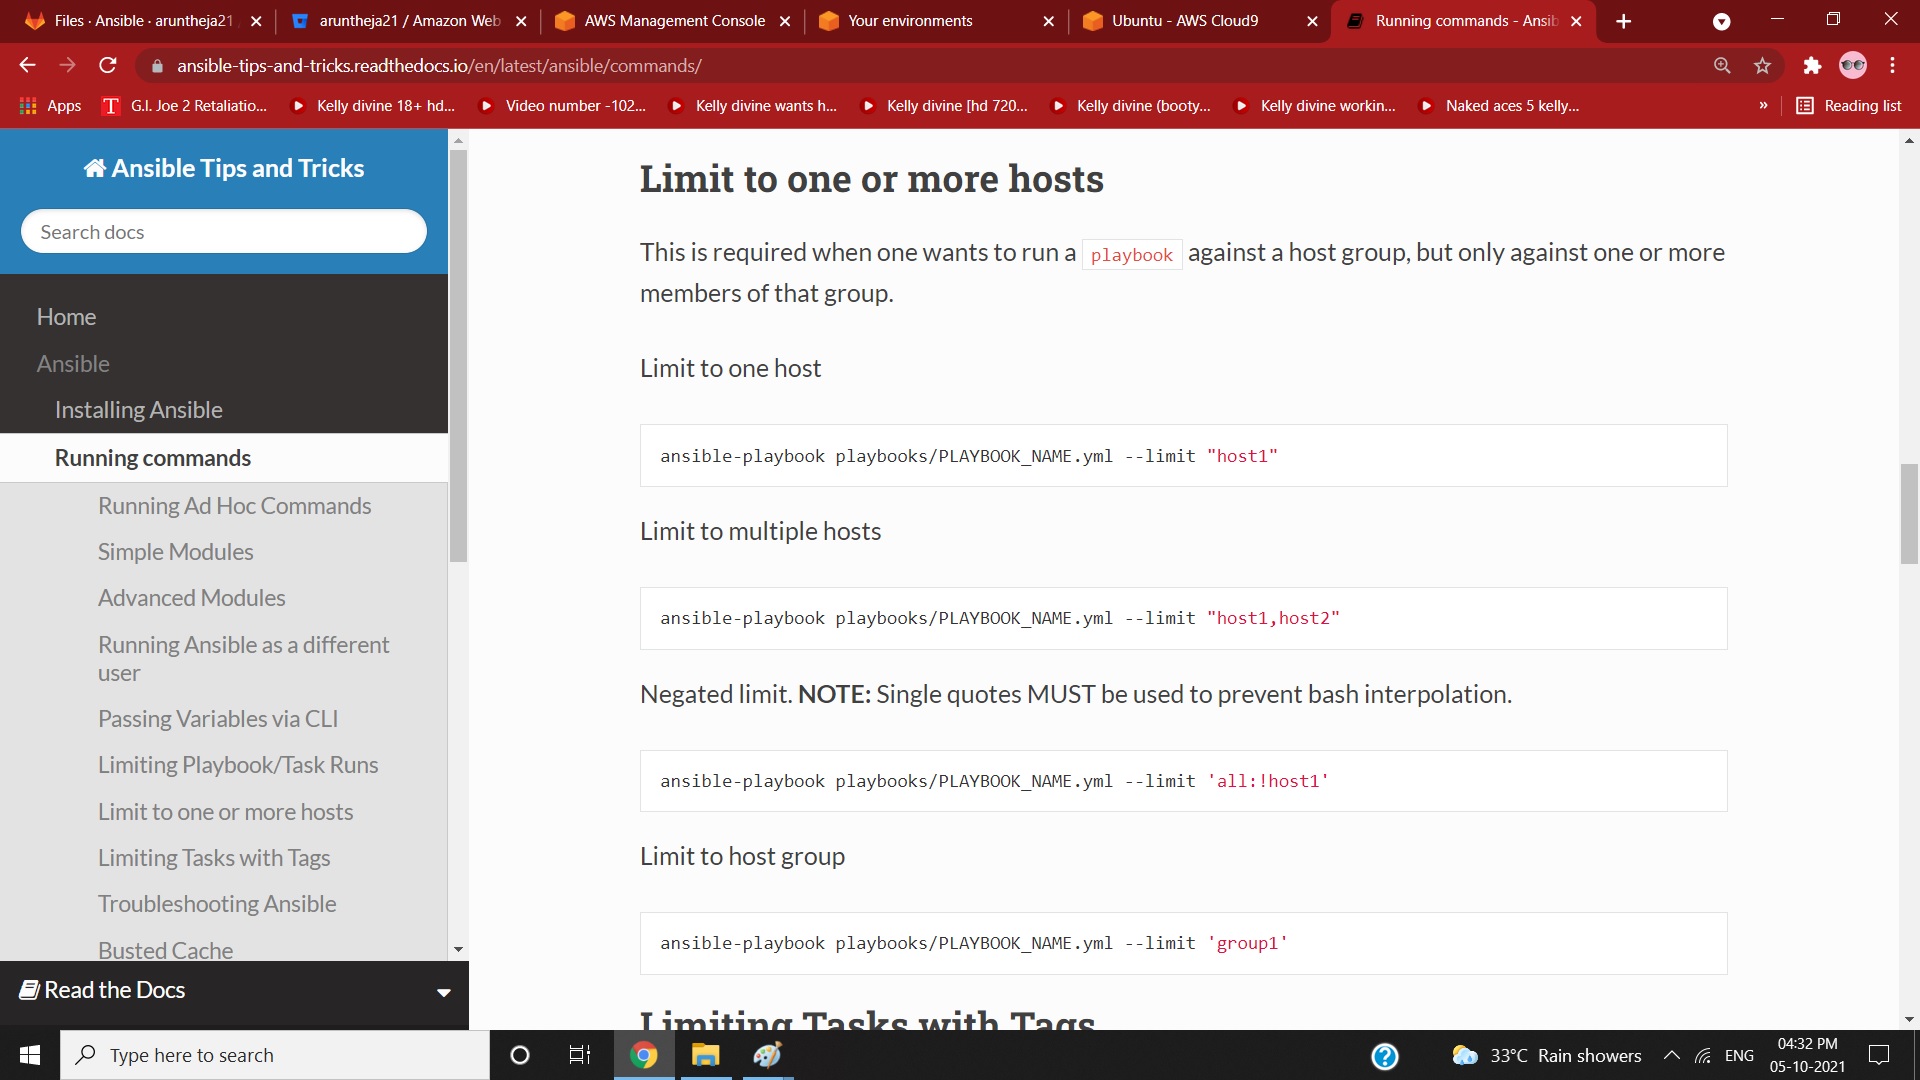 Files · Ansible · aruntheja21
aruntheja21 / Amazon Web
AWS Management Console
Your environments
Ubuntu - AWS Cloud9
Running commands - Ansib
ansible-tips-and-tricks.readthedocs.io/en/latest/ansible/commands/
Apps
G.I. Joe 2 Retaliatio...
Kelly divine 18+ hd...
Video number -102...
Kelly divine wants h...
Kelly divine [hd 720...
Kelly divine (booty...
Kelly divine workin...
Naked aces 5 kelly...
»
Reading list
Ansible Tips and Tricks
Search docs
Home
Ansible
Installing Ansible
Running commands
Running Ad Hoc Commands
Simple Modules
Advanced Modules
Running Ansible as a different
user
Passing Variables via CLI
Limiting Playbook/Task Runs
Limit to one or more hosts
Limiting Tasks with Tags
Troubleshooting Ansible
Busted Cache
Read the Docs
Limit to one or more hosts
This is required when one wants to run a playbook against a host group, but only against one or more
members of that group.
Limit to one host
ansible-playbook playbooks/PLAYBOOK_NAME.yml --limit "host1"
Limit to multiple hosts
ansible-playbook playbooks/PLAYBOOK_NAME.yml --limit "host1,host2"
Negated limit. NOTE: Single quotes MUST be used to prevent bash interpolation.
ansible-playbook playbooks/PLAYBOOK_NAME.yml --limit 'all:!host1'
Limit to host group
ansible-playbook playbooks/PLAYBOOK_NAME.yml --limit 'group1'
Limiting Tasks with Tags
Type here to search
33°C Rain showers
ENG
04:32 PM
05-10-2021